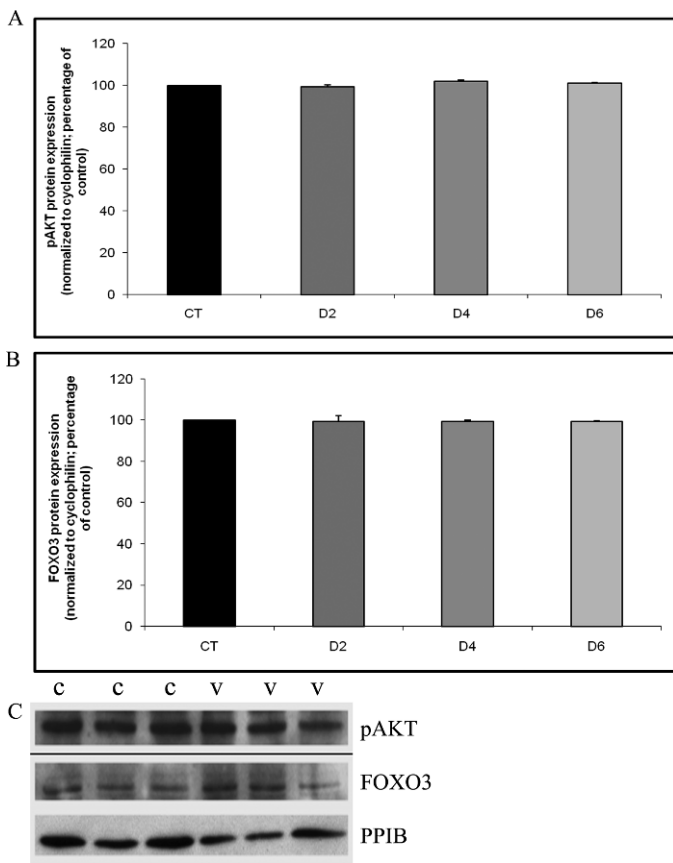 A
pAKT protein expression
(normalized to cyclophilin; percentage of
control)
120
100
80
60
40
20
0
CT D2 D4 D6
B
FOXO3 protein expression
(normalized to cyclophilin; percentage
of control)
120
100
80
60
40
20
0
CT D2 D4 D6
c c c v v v
C
pAKT
FOXO3
PPIB